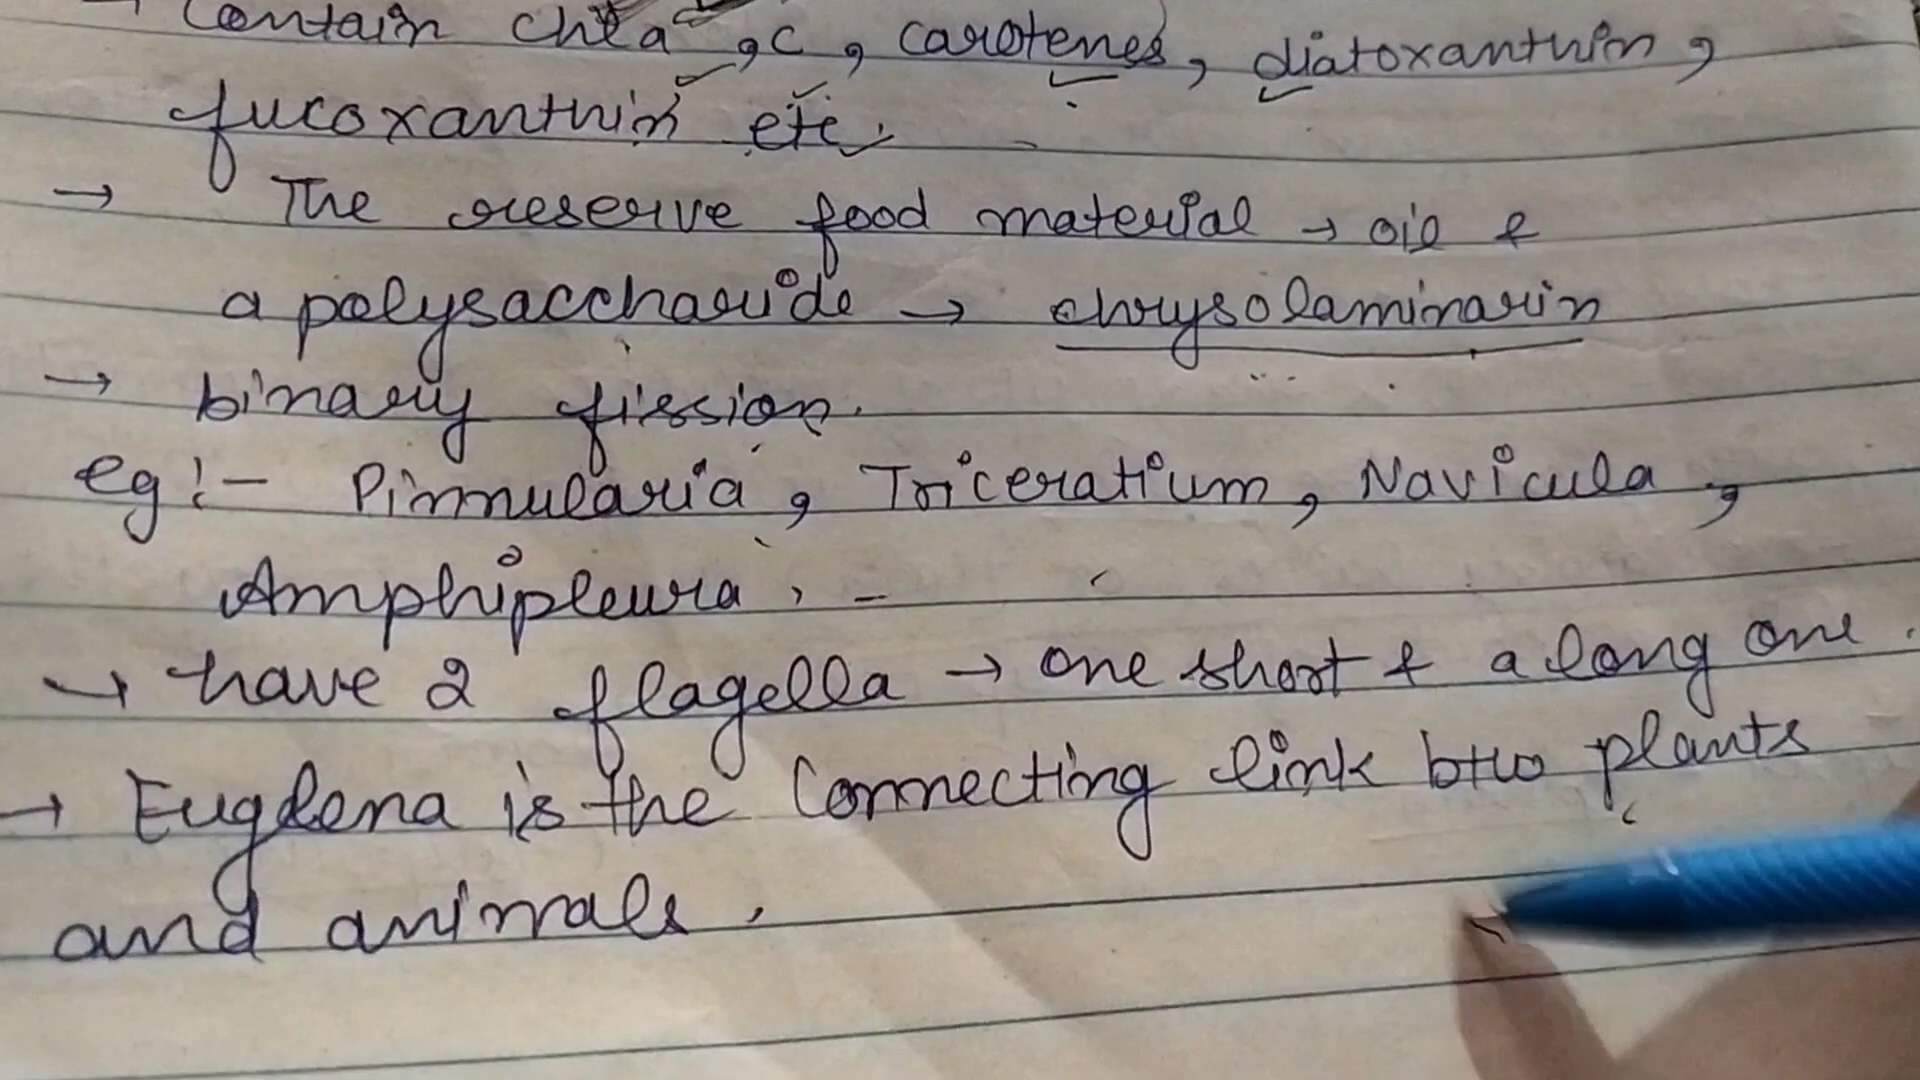 → Contain chl a, c, carotenes, diatoxanthin,
fucoxanthin etc.
→ The reserve food material → oil &
a polysaccharide → chrysolaminarin
→ binary fission.
eg:- Pinnularia, Triceratium, Navicula,
Amphipleura.
→ have 2 flagella → one short & a long one.
→ Euglena is the connecting link btw plants
and animals.